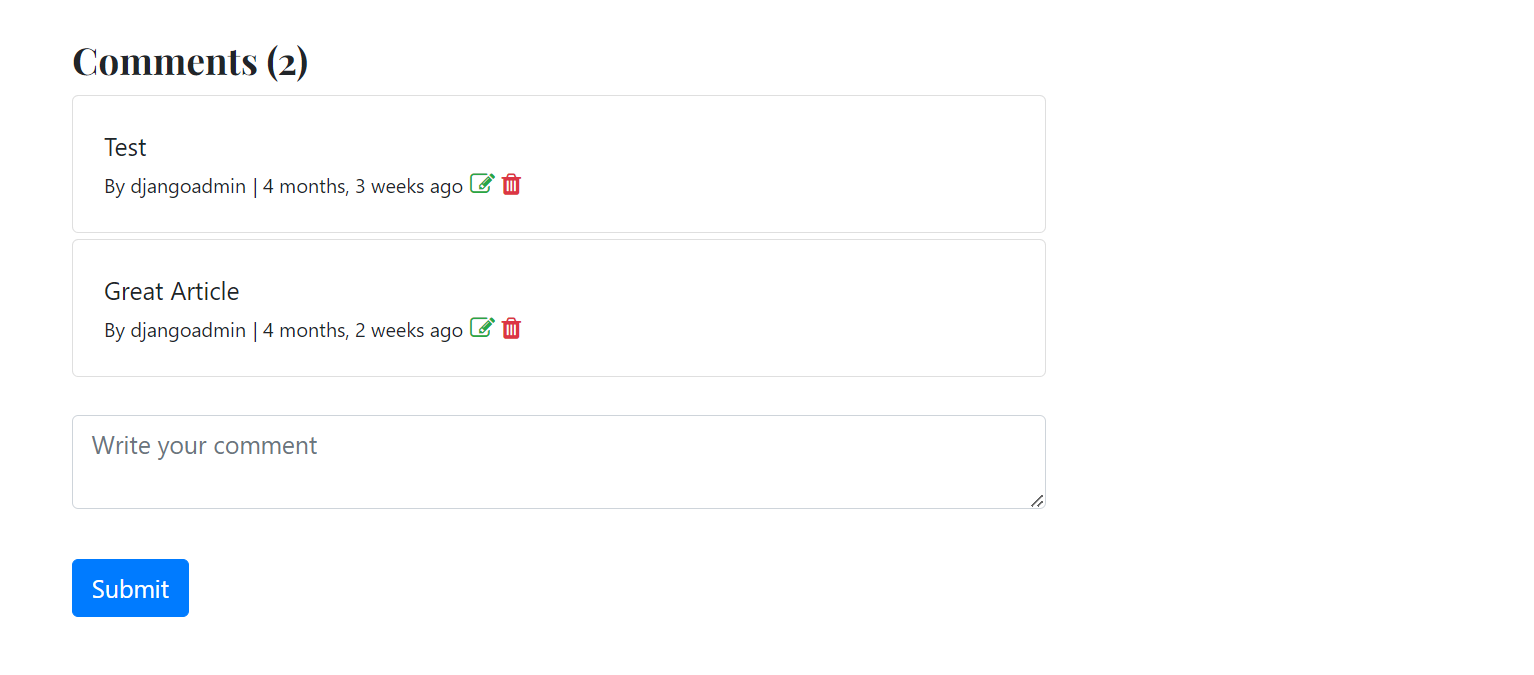 Comments (2)
Test
By djangoadmin | 4 months, 3 weeks ago
Great Article
By djangoadmin | 4 months, 2 weeks ago
Write your comment
Submit